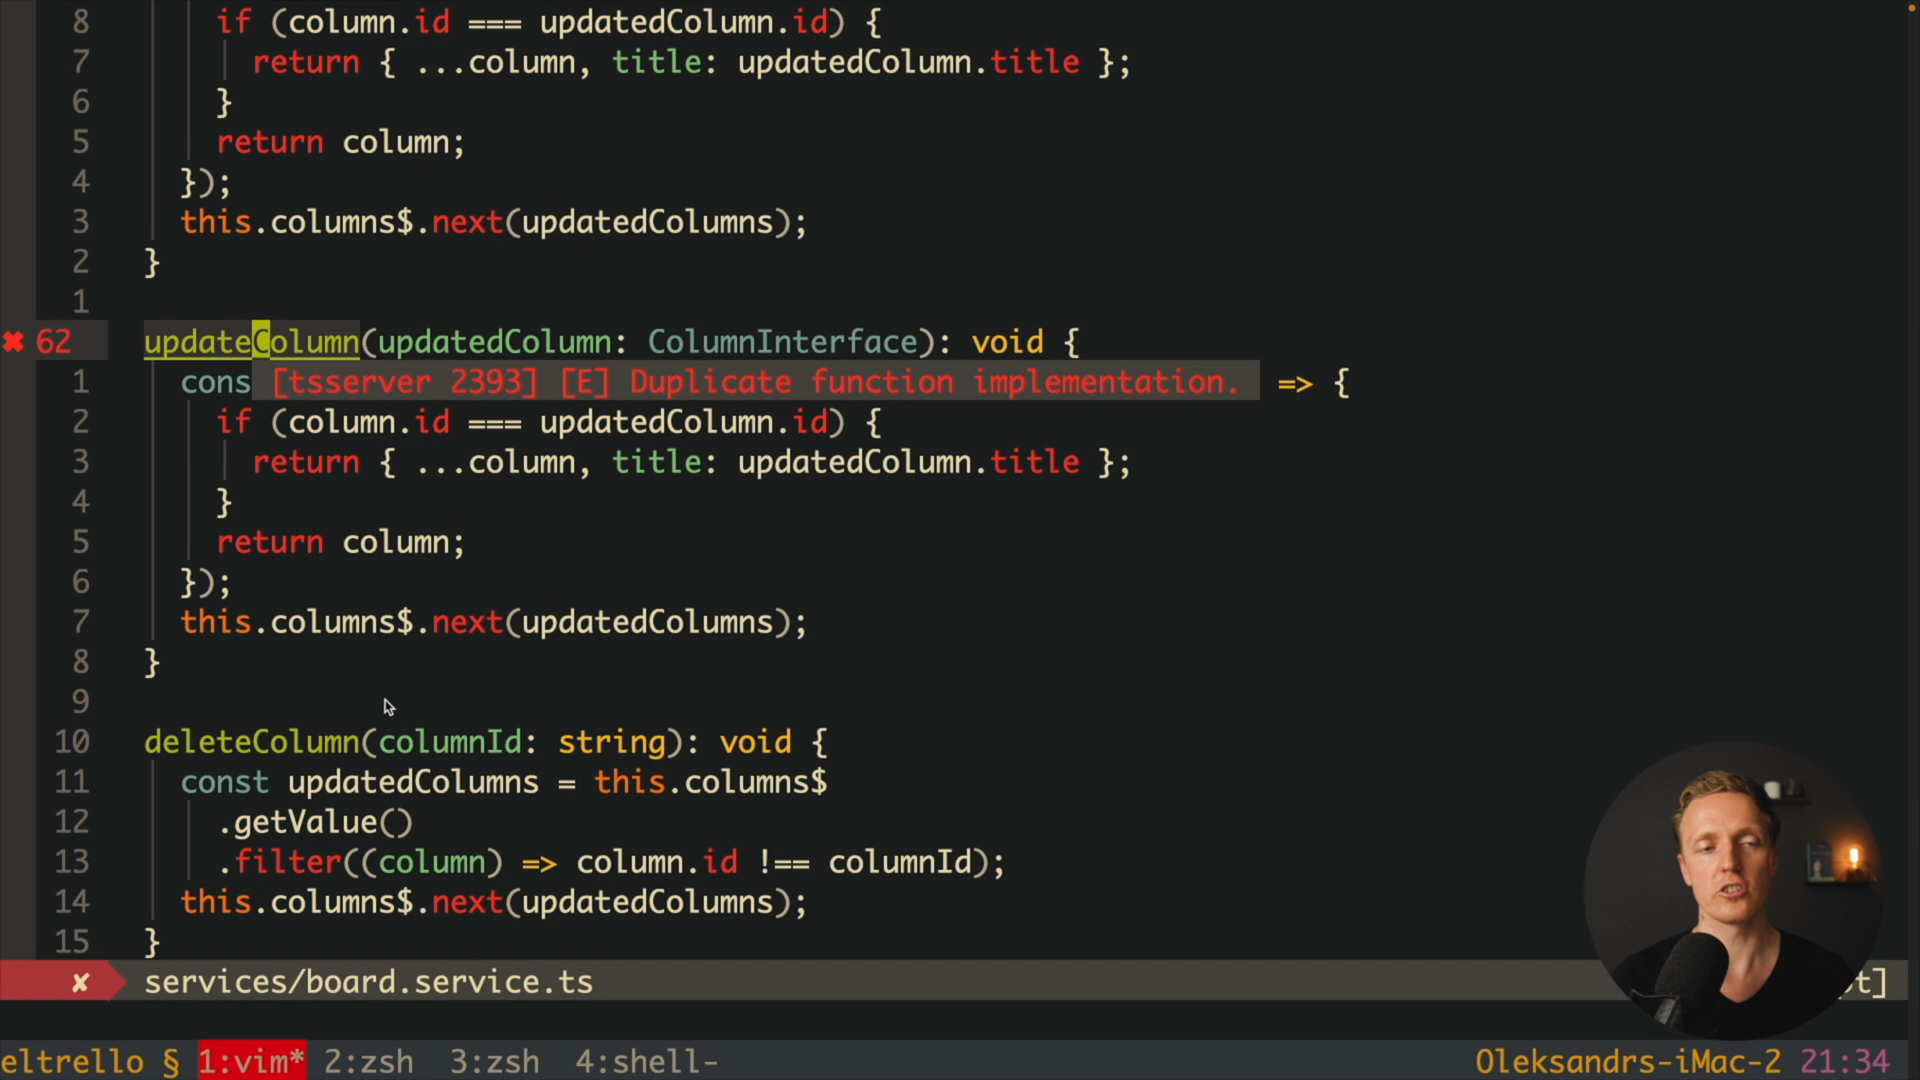 8 if (column.id === updatedColumn.id) {
7 return { ...column, title: updatedColumn.title };
6 }
5 return column;
4 });
3 this.columns$.next(updatedColumns);
2 }
1
✖ 62 updateColumn(updatedColumn: ColumnInterface): void {
1 cons [tsserver 2393] [E] Duplicate function implementation. => {
2 if (column.id === updatedColumn.id) {
3 return { ...column, title: updatedColumn.title };
4 }
5 return column;
6 });
7 this.columns$.next(updatedColumns);
8 }
9
10 deleteColumn(columnId: string): void {
11 const updatedColumns = this.columns$
12 .getValue()
13 .filter((column) => column.id !== columnId);
14 this.columns$.next(updatedColumns);
15 }
✘ services/board.service.ts t]
eltrello § 1:vim* 2:zsh 3:zsh 4:shell- Oleksandrs-iMac-2 21:34